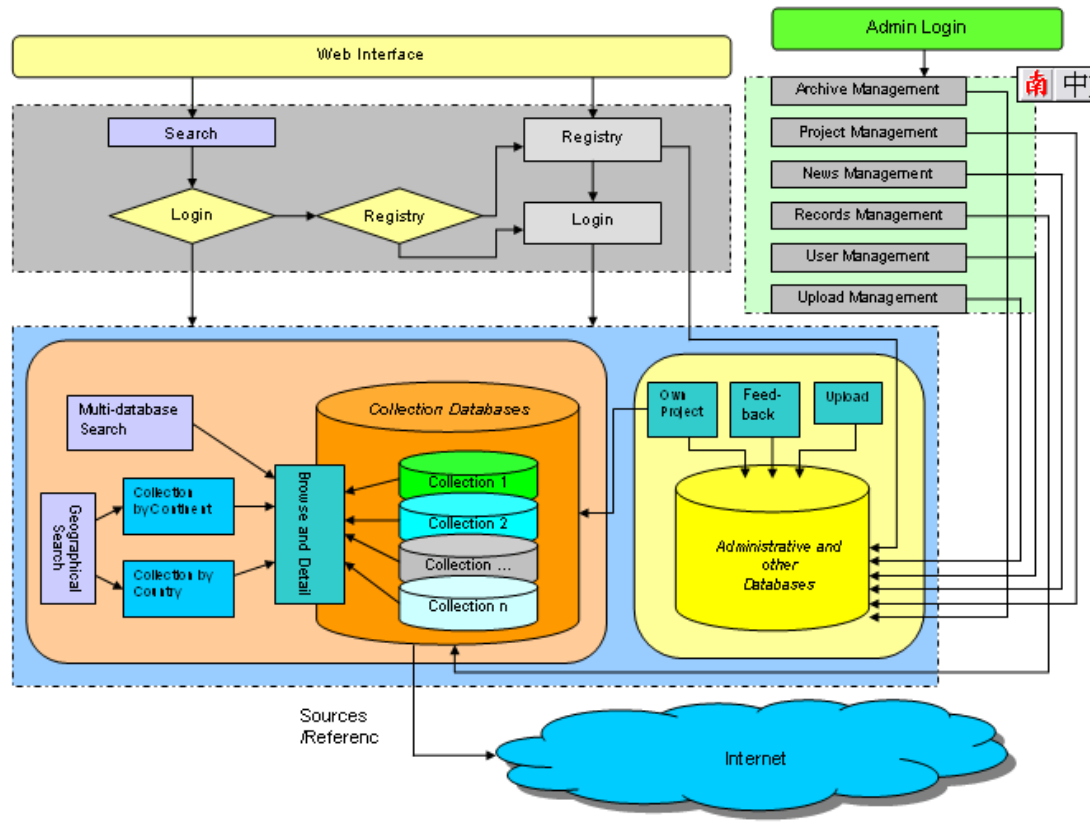 Admin Login
Web Interface
Archive Management
南 中
Search
Registry
Project Management
News Management
Login
Registry
Login
Records Management
User Management
Upload Management
Own
Project
Feed-
back
Upload
Multi-database
Search
Collection Databases
Geographical
Search
Collection
by Continent
Collection by
Country
Browse and Detail
Collection 1
Collection 2
Collection ...
Collection n
Administrative and
other
Databases
Sources
/Referenc
Internet